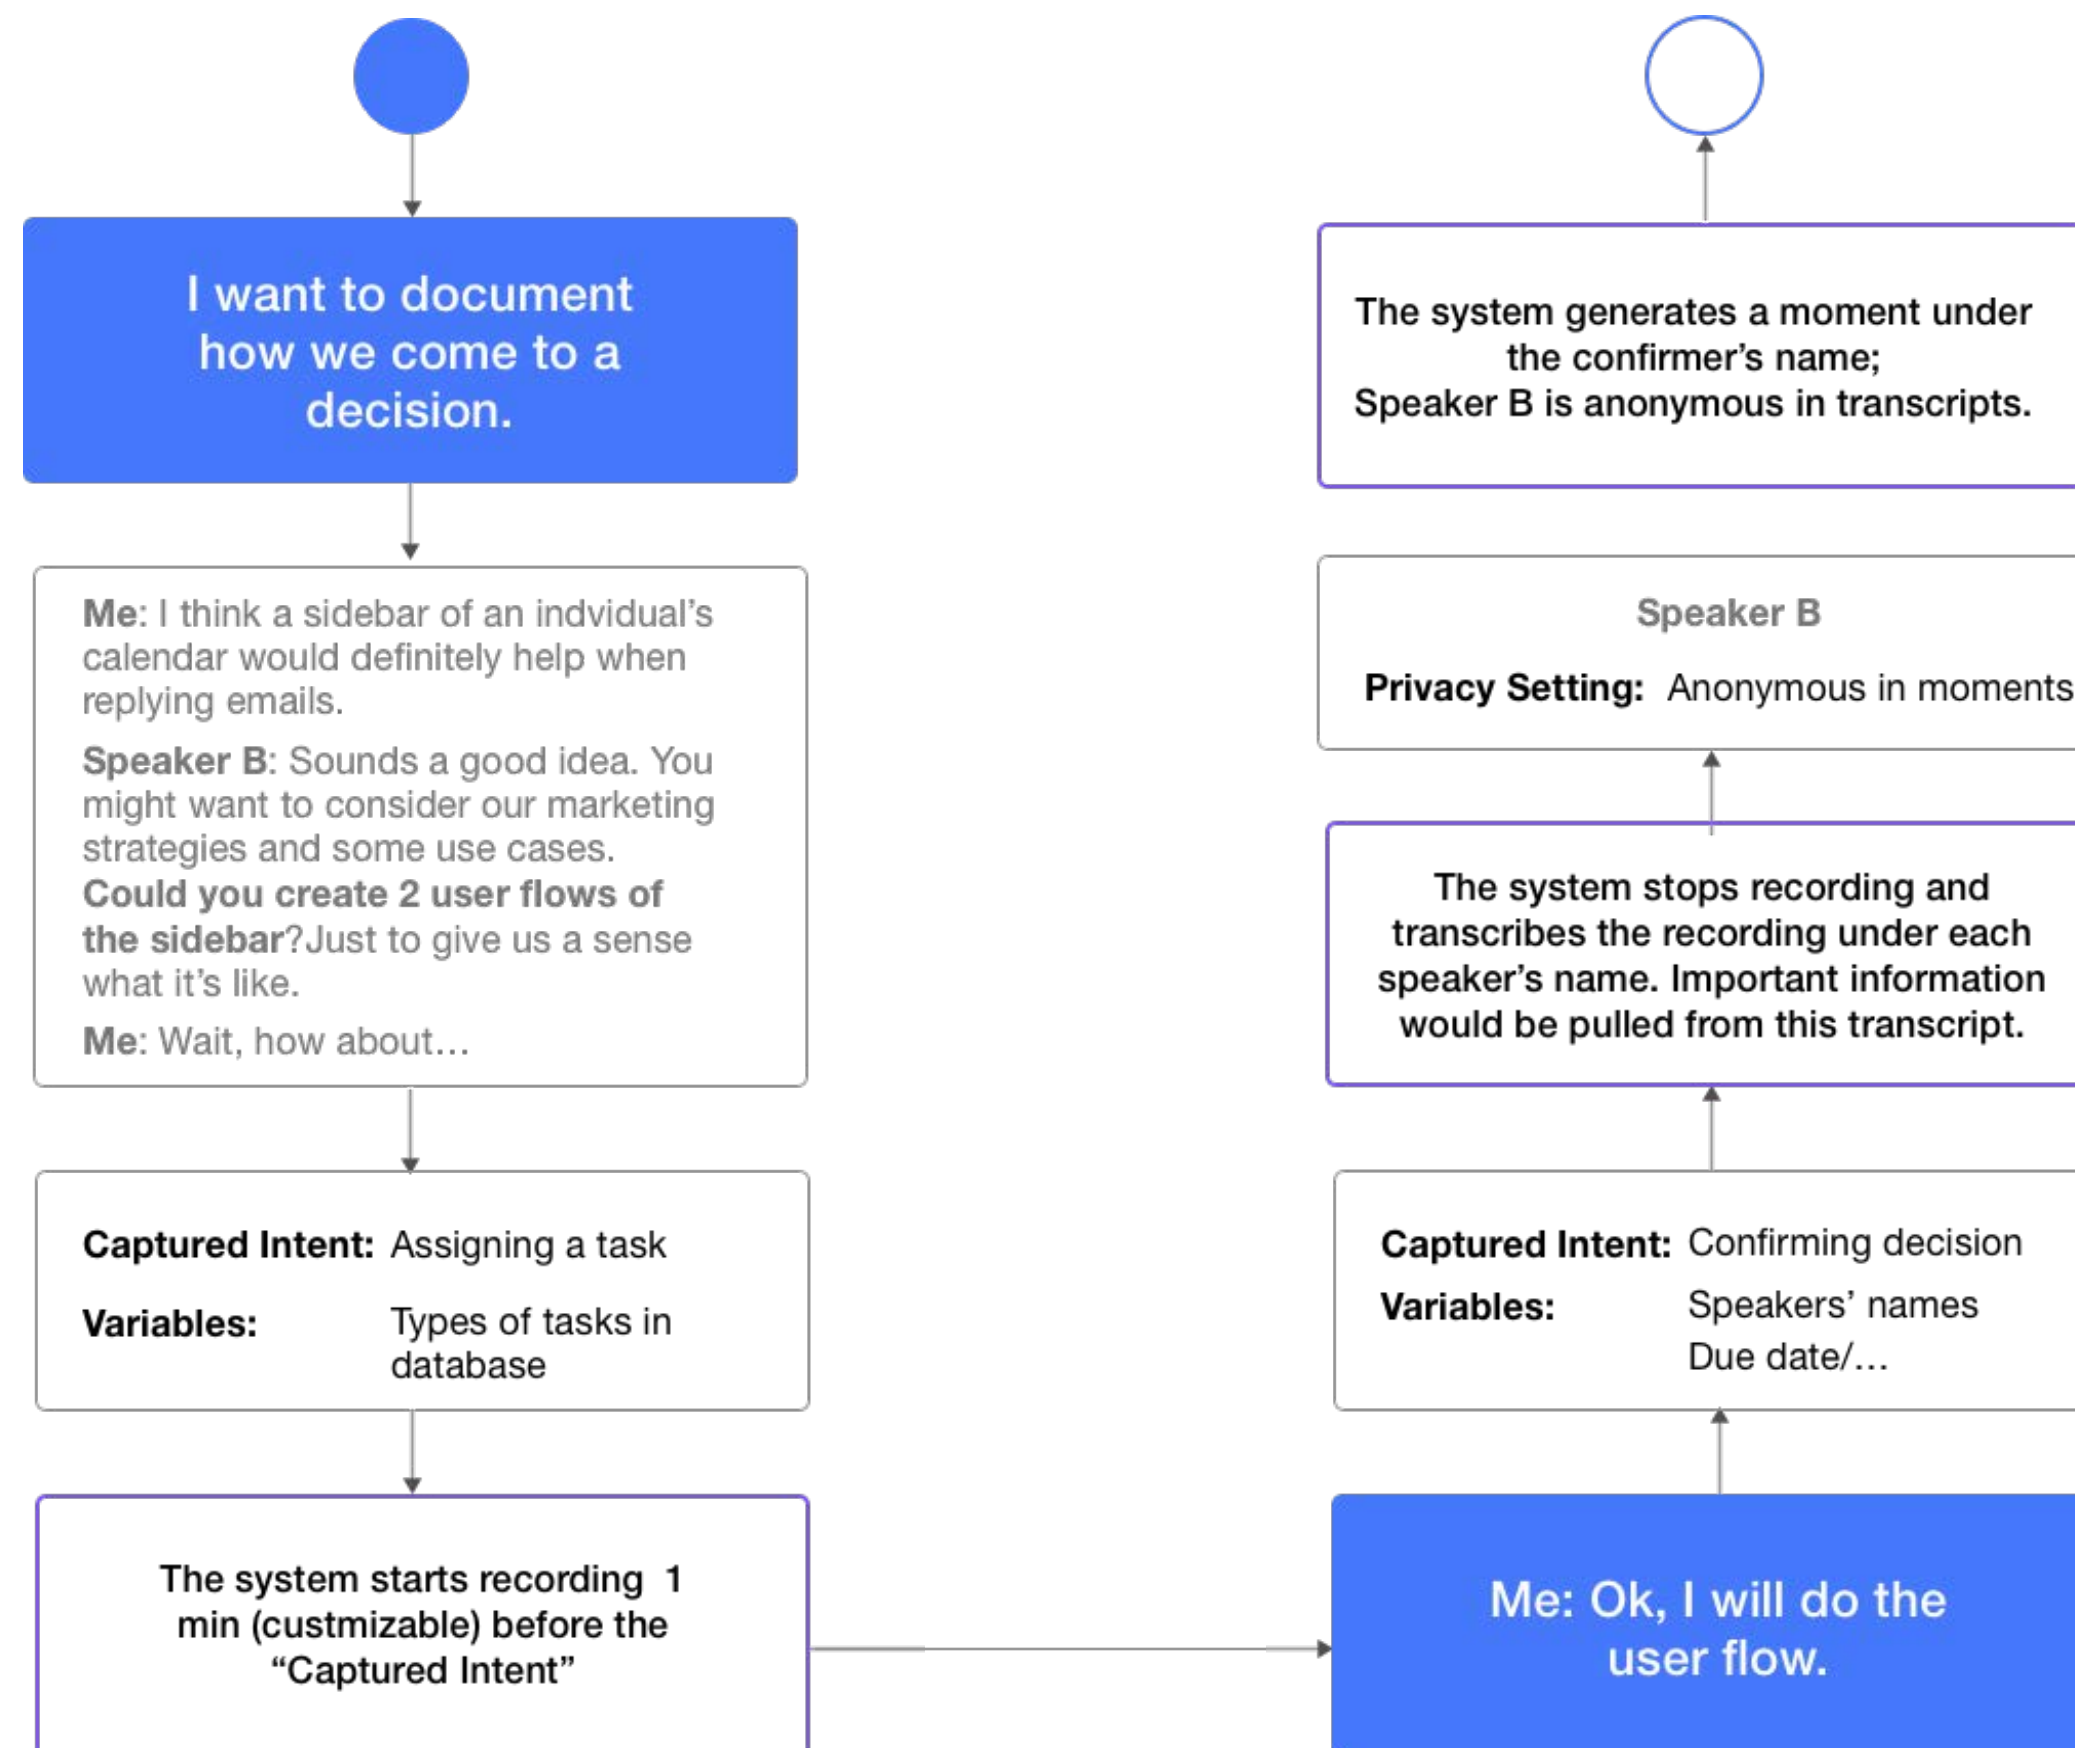 I want to document
how we come to a
decision.
Me: I think a sidebar of an indvidual's
calendar would definitely help when
replying emails.
Speaker B: Sounds a good idea. You
might want to consider our marketing
strategies and some use cases.
Could you create 2 user flows of
the sidebar?Just to give us a sense
what it's like.
Me: Wait, how about...
Captured Intent: Assigning a task
Variables: Types of tasks in
database
The system starts recording 1
min (custmizable) before the
“Captured Intent”
Me: Ok, I will do the
user flow.
Captured Intent: Confirming decision
Variables: Speakers' names
Due date/...
The system stops recording and
transcribes the recording under each
speaker's name. Important information
would be pulled from this transcript.
Speaker B
Privacy Setting: Anonymous in moments
The system generates a moment under
the confirmer's name;
Speaker B is anonymous in transcripts.